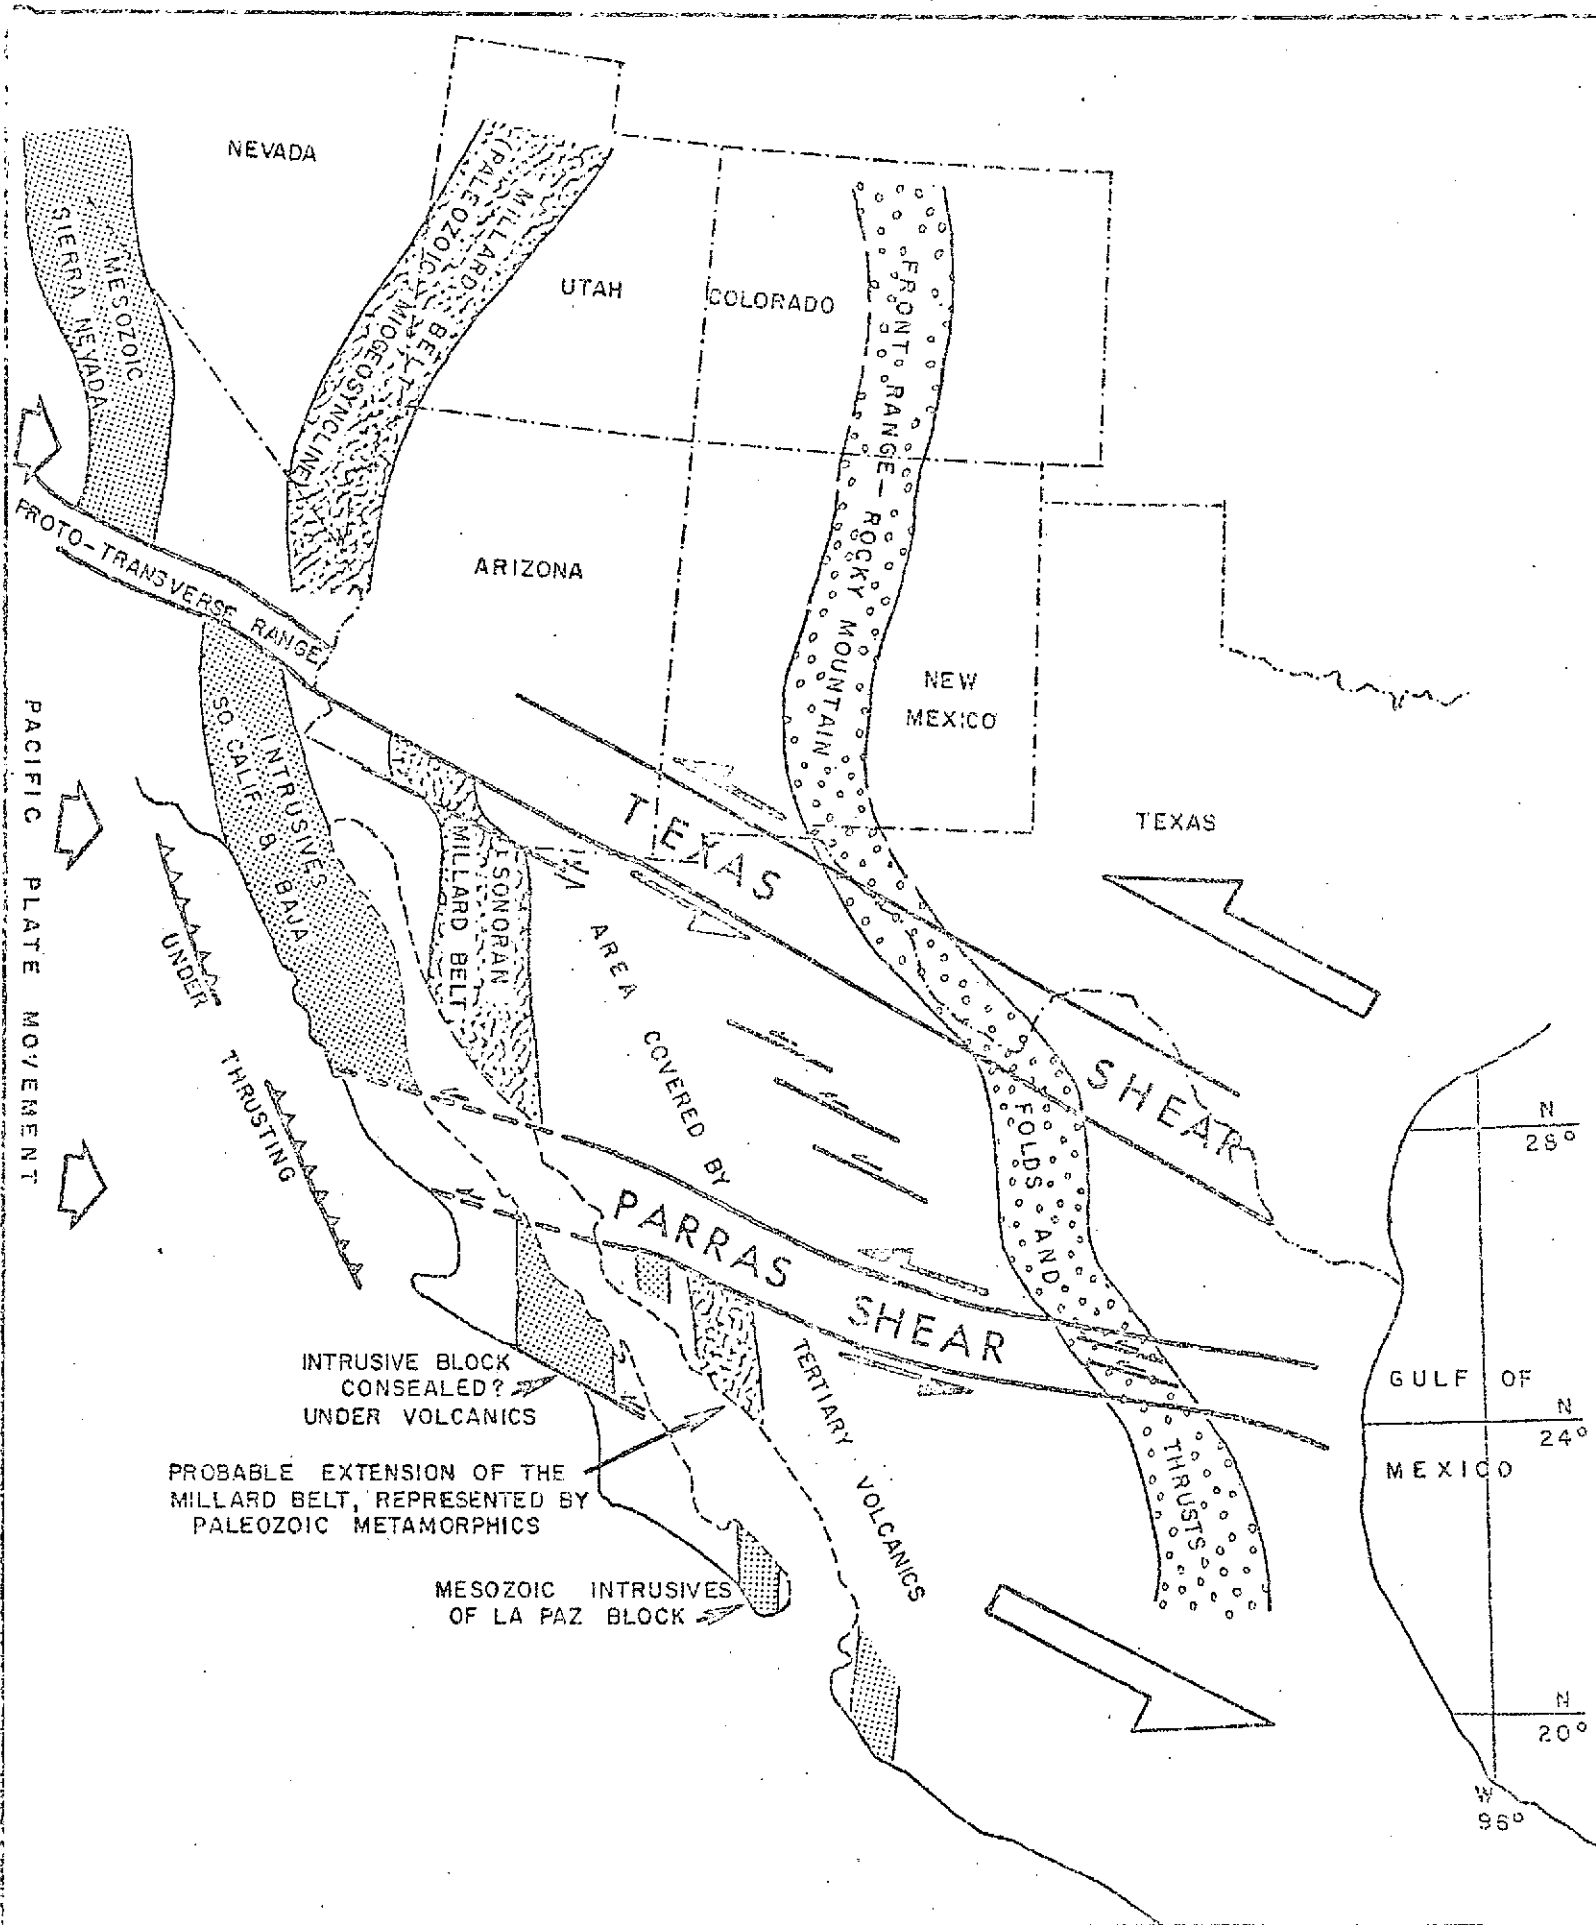 NEVADA
MESOZOIC
SIERRA NEVADA
MILLARD BELT
(PALEOZOIC MIOGEOSYNCLINE)
UTAH
COLORADO
FRONT RANGE - ROCKY MOUNTAIN
FOLDS AND
THRUSTS
PROTO-TRANSVERSE RANGE
ARIZONA
NEW
MEXICO
TEXAS
PACIFIC PLATE MOVEMENT
INTRUSIVES
SO CALIF & BAJA
SONORAN
MILLARD BELT
TEXAS
SHEAR
UNDER
THRUSTING
AREA COVERED BY
TERTIARY VOLCANICS
PARRAS
SHEAR
INTRUSIVE BLOCK
CONSEALED?
UNDER VOLCANICS
PROBABLE EXTENSION OF THE
MILLARD BELT, REPRESENTED BY
PALEOZOIC METAMORPHICS
MESOZOIC INTRUSIVES
OF LA PAZ BLOCK
N
28°
GULF OF
N
24°
MEXICO
N
20°
W
96°